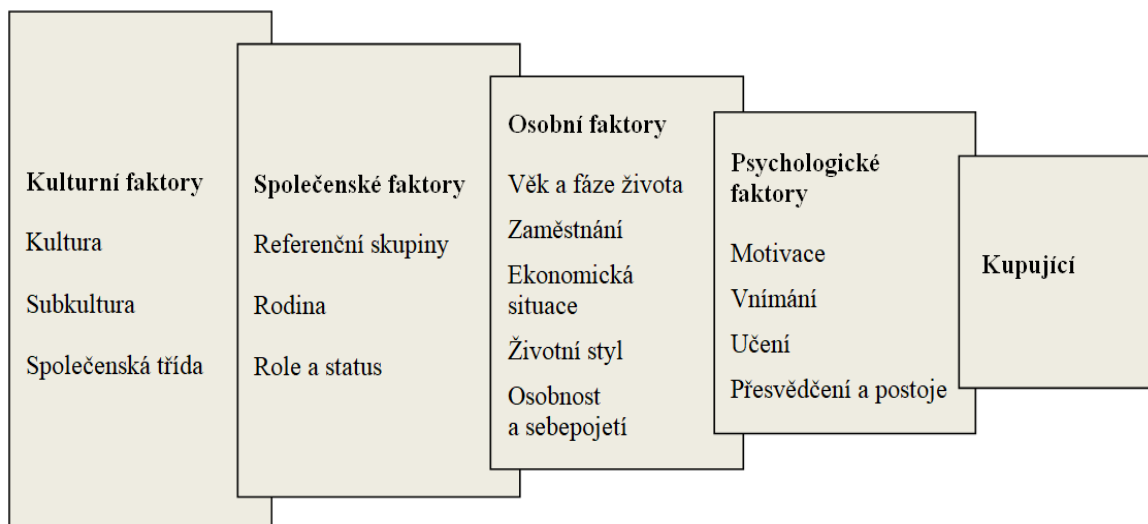 Kulturní faktory
Kultura
Subkultura
Společenská třída
Společenské faktory
Referenční skupiny
Rodina
Role a status
Osobní faktory
Věk a fáze života
Zaměstnání
Ekonomická
situace
Životní styl
Osobnost
a sebepojetí
Psychologické
faktory
Motivace
Vnímání
Učení
Přesvědčení a postoje
Kupující